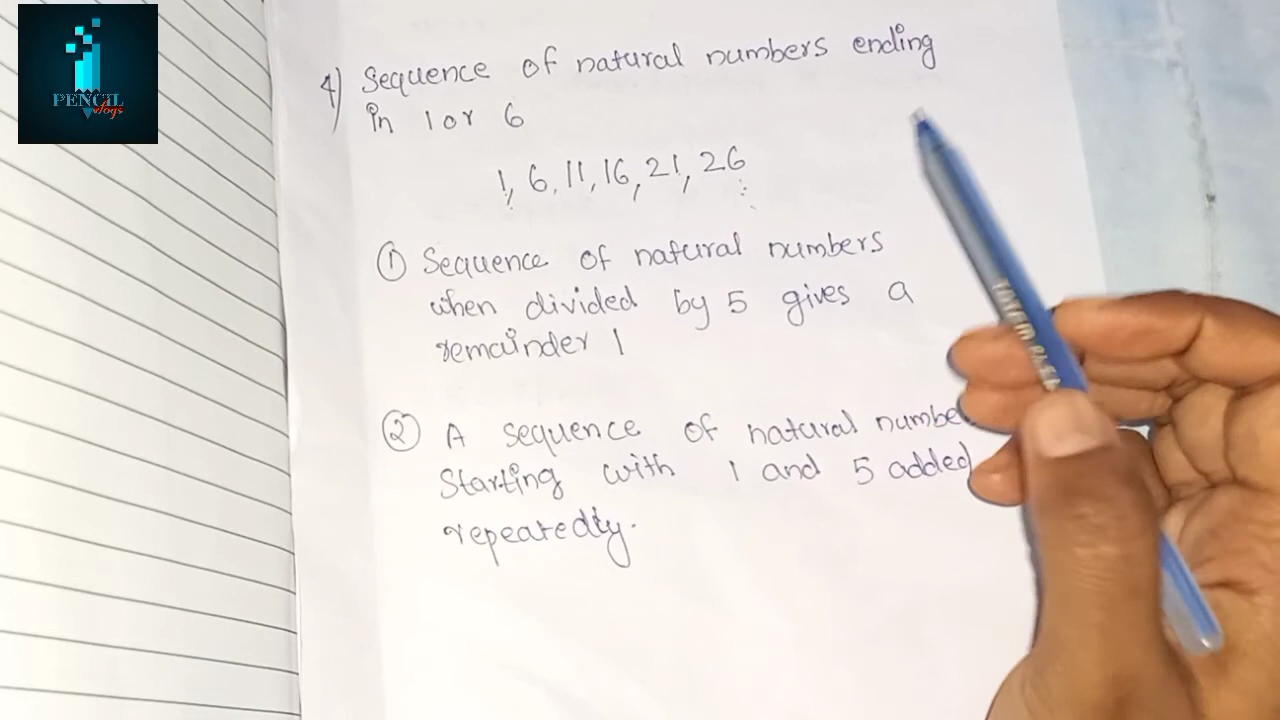 PENCIL
vlogs
4) Sequence of natural numbers ending
in 1 or 6
1, 6, 11, 16, 21, 26
① Sequence of natural numbers
when divided by 5 gives a
remainder 1
② A sequence of natural number
Starting with 1 and 5 added
repeatedly.